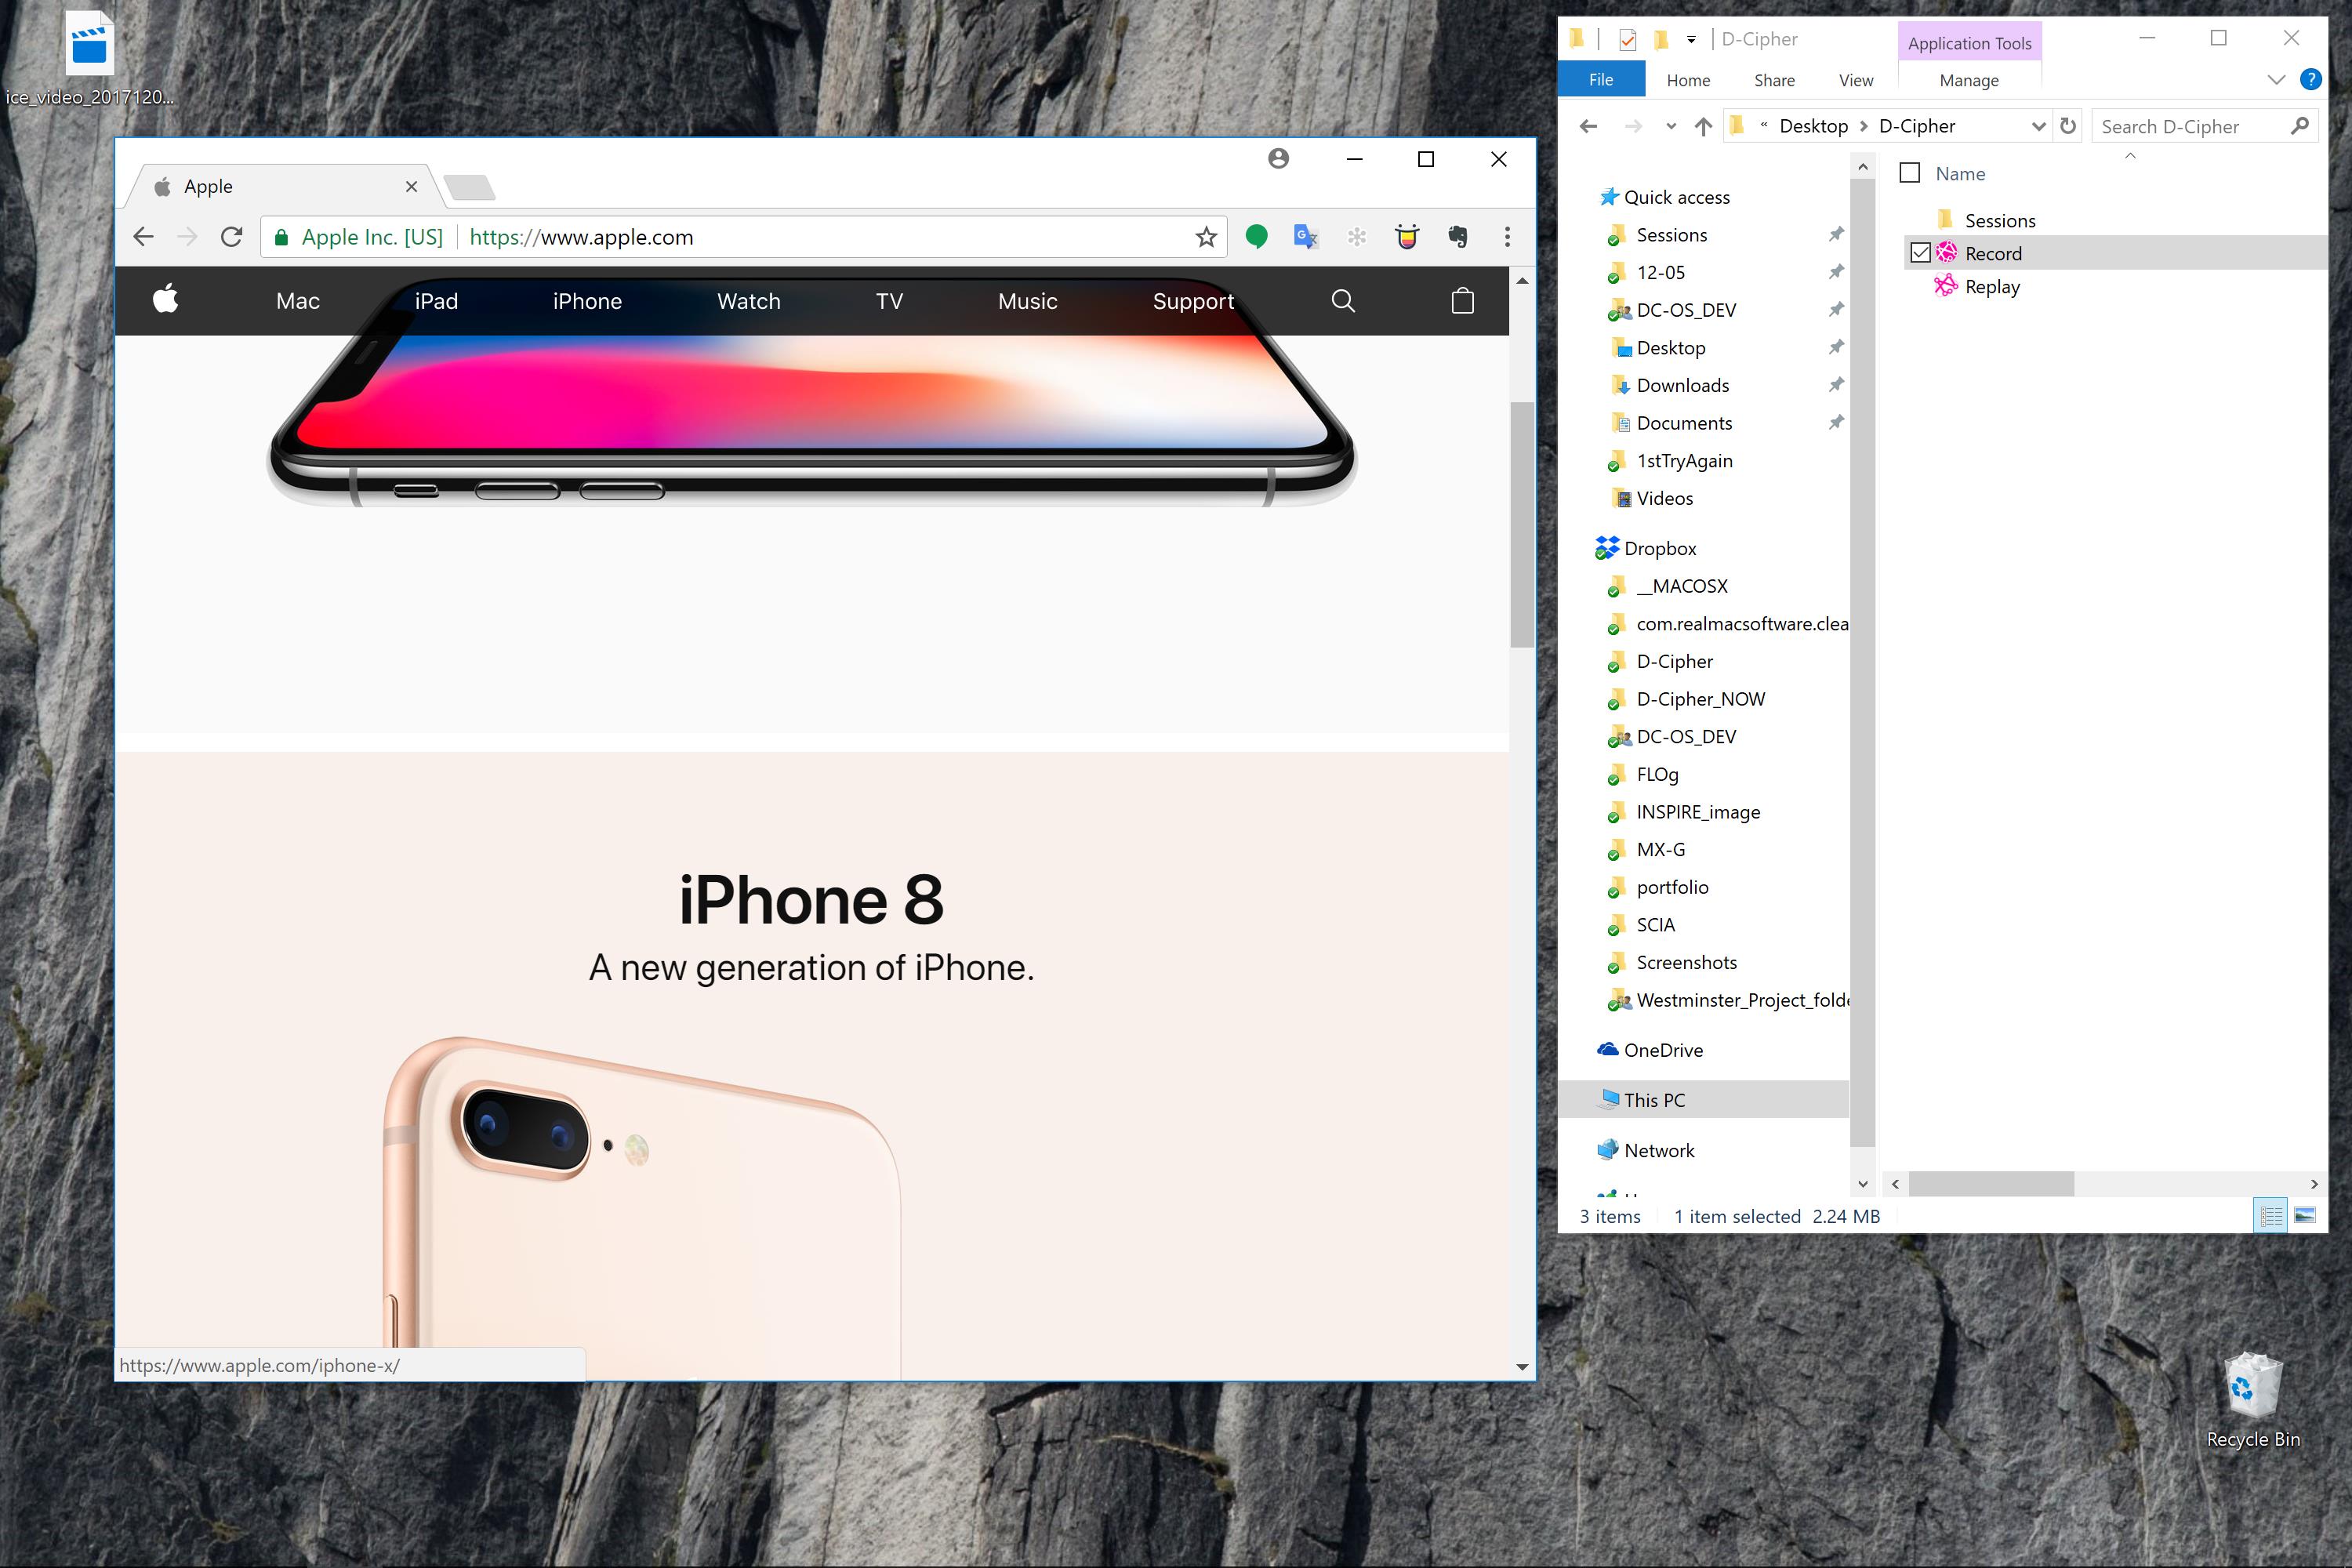 ice_video_2017120...
Apple
Apple Inc. [US]
https://www.apple.com
Mac
iPad
iPhone
Watch
TV
Music
Support
iPhone 8
A new generation of iPhone.
https://www.apple.com/iphone-x/
D-Cipher
Application Tools
File
Home
Share
View
Manage
« Desktop > D-Cipher
Search D-Cipher
Quick access
Sessions
12-05
DC-OS_DEV
Desktop
Downloads
Documents
1stTryAgain
Videos
Dropbox
__MACOSX
com.realmacsoftware.clea
D-Cipher
D-Cipher_NOW
DC-OS_DEV
FLOg
INSPIRE_image
MX-G
portfolio
SCIA
Screenshots
Westminster_Project_folde
OneDrive
This PC
Network
Name
Sessions
Record
Replay
3 items
1 item selected 2.24 MB
Recycle Bin